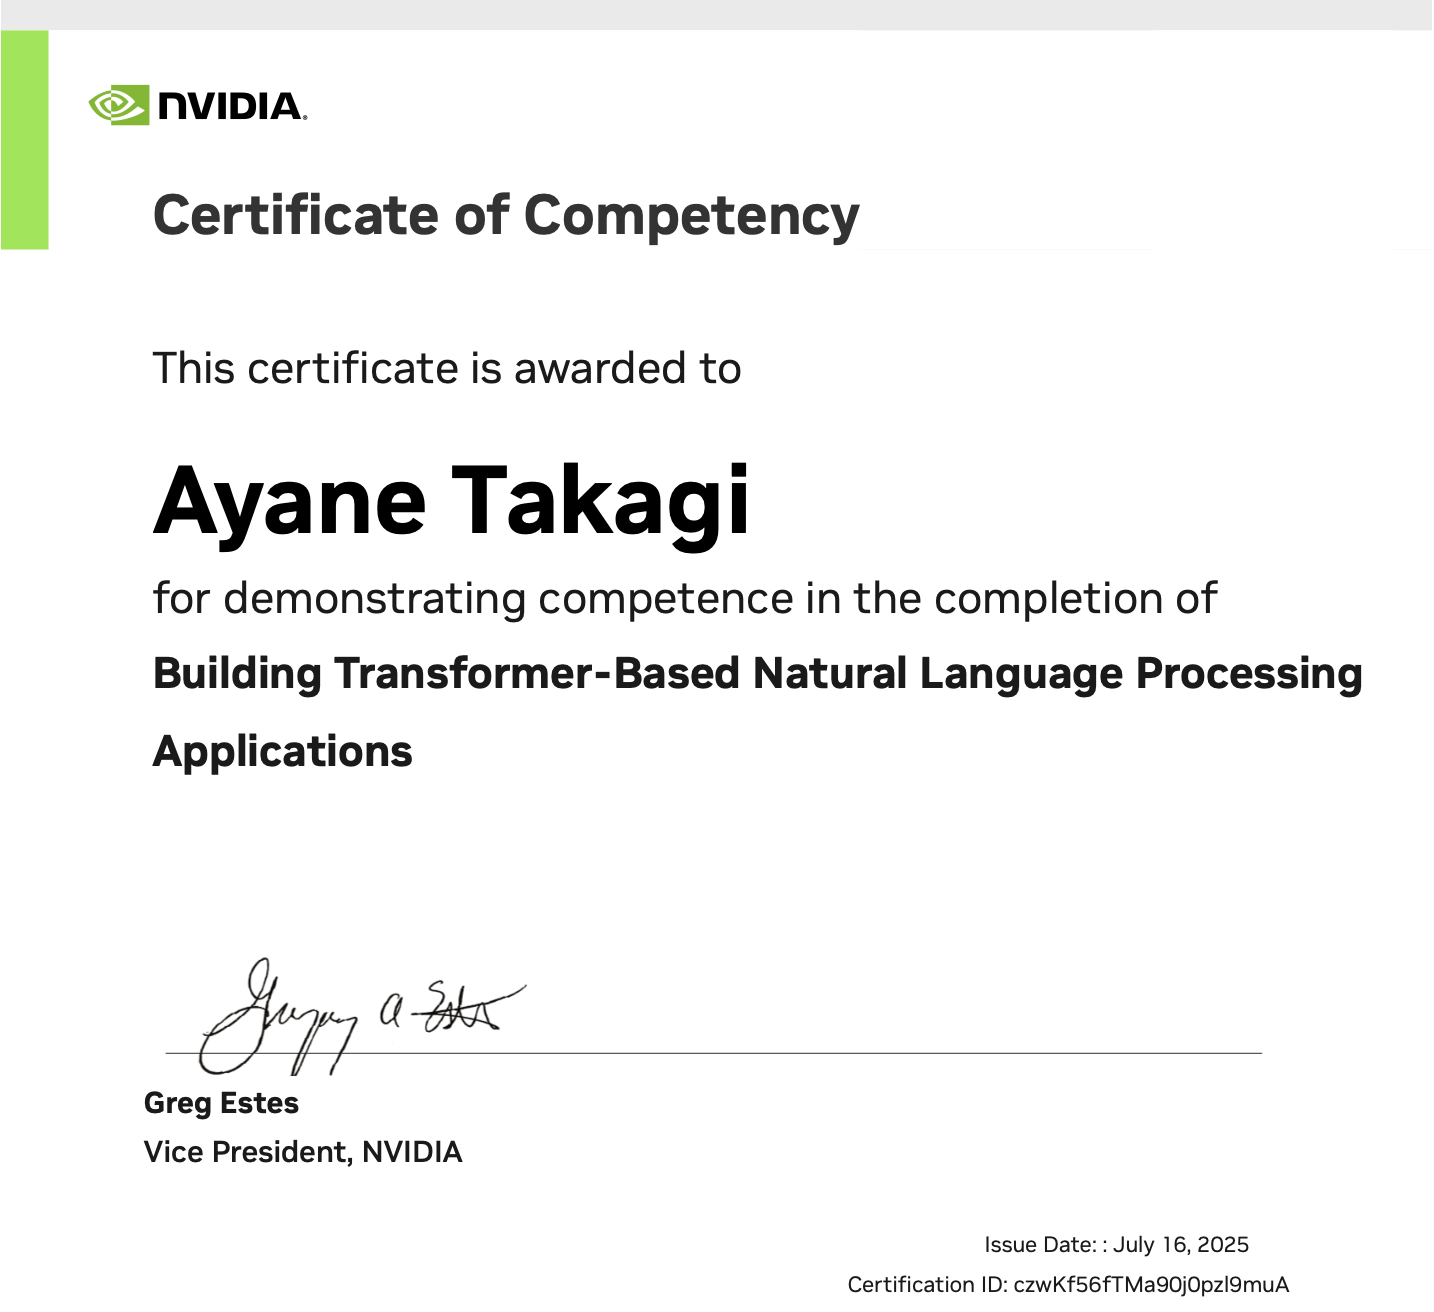 NVIDIA.
Certificate of Competency
This certificate is awarded to
Ayane Takagi
for demonstrating competence in the completion of
Building Transformer-Based Natural Language Processing
Applications
Gregory A Estes
Greg Estes
Vice President, NVIDIA
Issue Date: : July 16, 2025
Certification ID: czwKf56fTMa90j0pzl9muA